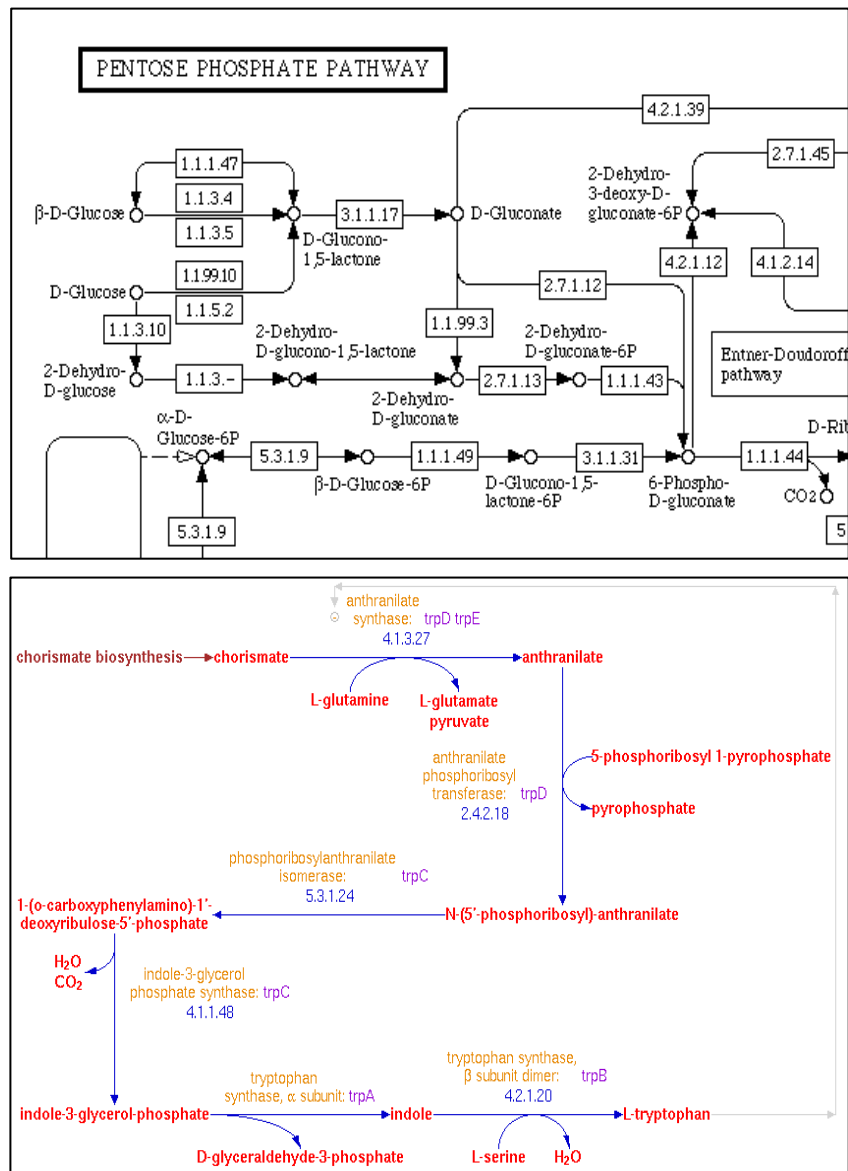 PENTOSE PHOSPHATE PATHWAY
4.2.1.39
1.1.1.47
2.7.1.45
2-Dehydro-
3-deoxy-D-
gluconate-6P
1.1.3.4
β-D-Glucose
3.1.1.17
D-Gluconate
1.1.3.5
D-Glucono-
1,5-lactone
4.2.1.12
4.1.2.14
1.1.99.10
D-Glucose
2.7.1.12
1.1.5.2
1.1.3.10
1.1.99.3
2-Dehydro-
D-glucono-1,5-lactone
2-Dehydro-
D-gluconate-6P
Entner-Doudoroff
pathway
2-Dehydro-
D-glucose
1.1.3.-
2.7.1.13
1.1.1.43
2-Dehydro-
D-gluconate
α-D-
Glucose-6P
D-Rib
5.3.1.9
1.1.1.49
3.1.1.31
1.1.1.44
β-D-Glucose-6P
D-Glucono-1,5-
lactone-6P
6-Phospho-
D-gluconate
CO2
5.3.1.9
5
anthranilate
synthase: trpD trpE
4.1.3.27
chorismate biosynthesis
chorismate
anthranilate
L-glutamine
L-glutamate
pyruvate
5-phosphoribosyl 1-pyrophosphate
anthranilate
phosphoribosyl
transferase: trpD
2.4.2.18
pyrophosphate
phosphoribosylanthranilate
isomerase: trpC
5.3.1.24
1-(o-carboxyphenylamino)-1'-
deoxyribulose-5'-phosphate
N-(5'-phosphoribosyl)-anthranilate
H2O
CO2
indole-3-glycerol
phosphate synthase: trpC
4.1.1.48
tryptophan
synthase, α subunit: trpA
tryptophan synthase,
β subunit dimer: trpB
4.2.1.20
indole-3-glycerol-phosphate
indole
L-tryptophan
D-glyceraldehyde-3-phosphate
L-serine
H2O